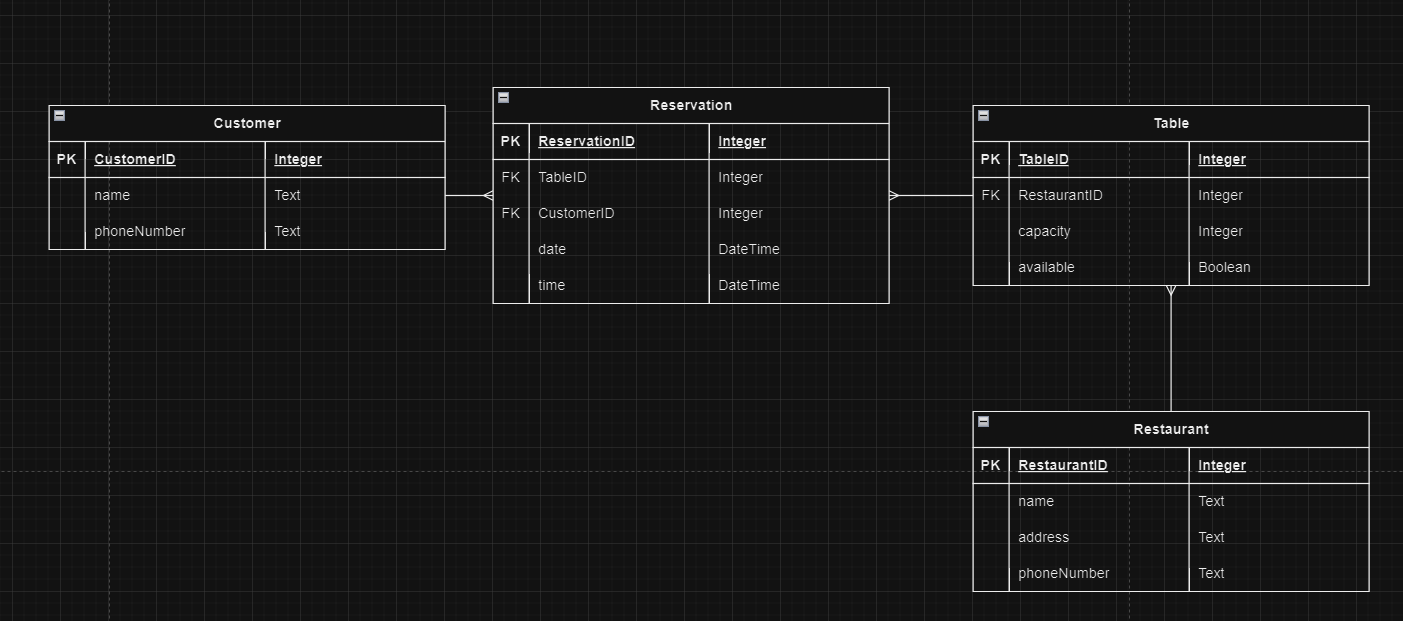 Customer
PK CustomerID Integer
name Text
phoneNumber Text
Reservation
PK ReservationID Integer
FK TableID Integer
FK CustomerID Integer
date DateTime
time DateTime
Table
PK TableID Integer
FK RestaurantID Integer
capacity Integer
available Boolean
Restaurant
PK RestaurantID Integer
name Text
address Text
phoneNumber Text